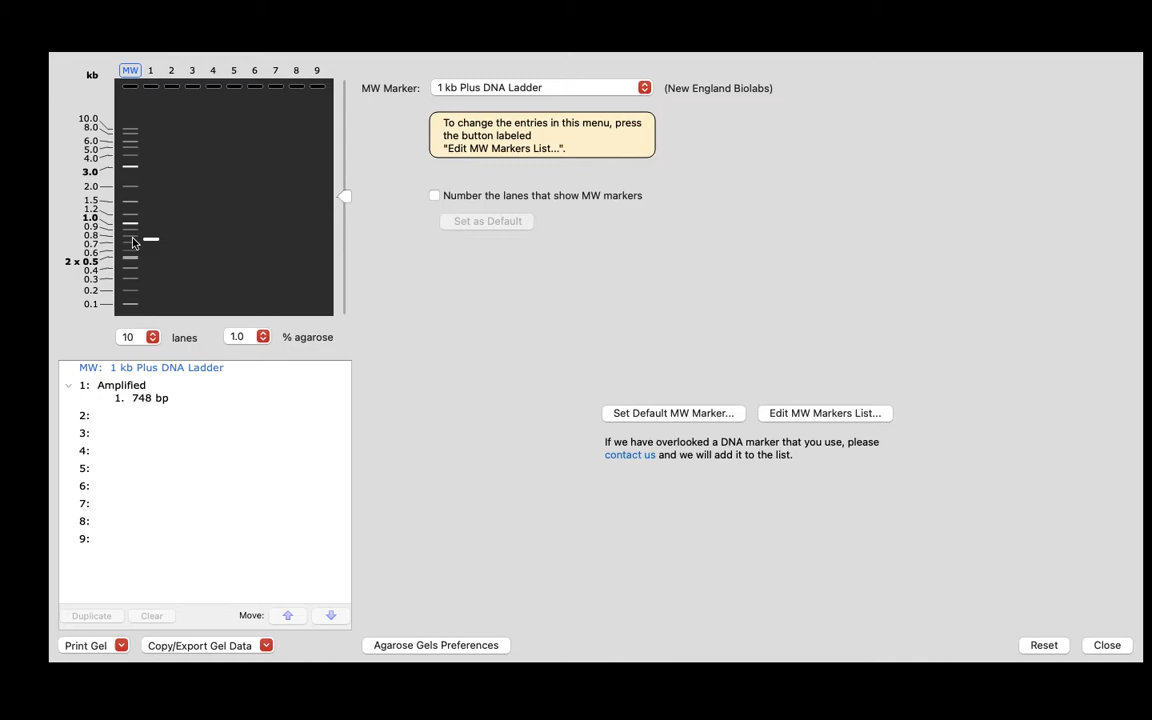 MW 1 2 3 4 5 6 7 8 9
kb
10.0
8.0
6.0
5.0
4.0
3.0
2.0
1.5
1.2
1.0
0.9
0.8
0.7
0.6
2 x 0.5
0.4
0.3
0.2
0.1
10 lanes 1.0 % agarose
MW Marker: 1 kb Plus DNA Ladder (New England Biolabs)
To change the entries in this menu, press
the button labeled
"Edit MW Markers List...".
Number the lanes that show MW markers
Set as Default
MW: 1 kb Plus DNA Ladder
1: Amplified
1. 748 bp
2:
3:
4:
5:
6:
7:
8:
9:
Set Default MW Marker... Edit MW Markers List...
If we have overlooked a DNA marker that you use, please
contact us and we will add it to the list.
Duplicate Clear Move:
Print Gel Copy/Export Gel Data Agarose Gels Preferences Reset Close